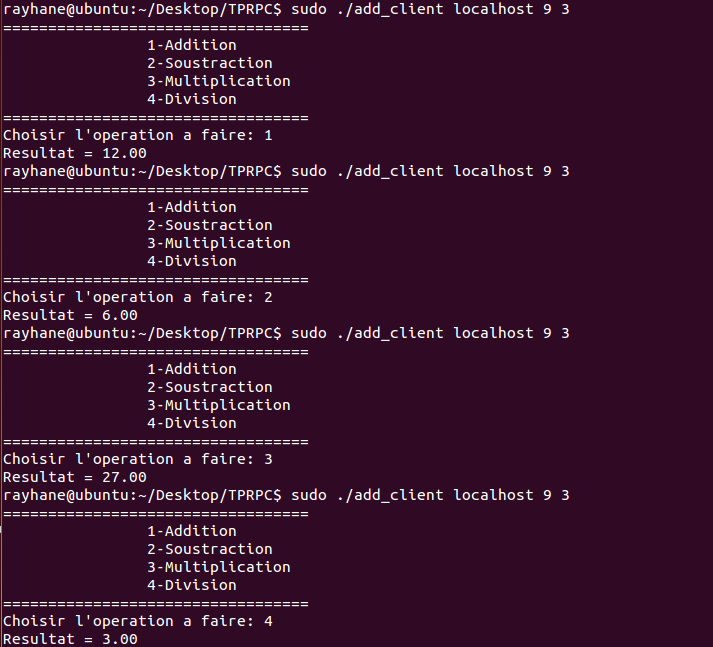 rayhane@ubuntu:~/Desktop/TPRPC$ sudo ./add_client localhost 9 3
==================================
1-Addition
2-Soustraction
3-Multiplication
4-Division
==================================
Choisir l'operation a faire: 1
Resultat = 12.00
rayhane@ubuntu:~/Desktop/TPRPC$ sudo ./add_client localhost 9 3
==================================
1-Addition
2-Soustraction
3-Multiplication
4-Division
==================================
Choisir l'operation a faire: 2
Resultat = 6.00
rayhane@ubuntu:~/Desktop/TPRPC$ sudo ./add_client localhost 9 3
==================================
1-Addition
2-Soustraction
3-Multiplication
4-Division
==================================
Choisir l'operation a faire: 3
Resultat = 27.00
rayhane@ubuntu:~/Desktop/TPRPC$ sudo ./add_client localhost 9 3
==================================
1-Addition
2-Soustraction
3-Multiplication
4-Division
==================================
Choisir l'operation a faire: 4
Resultat = 3.00